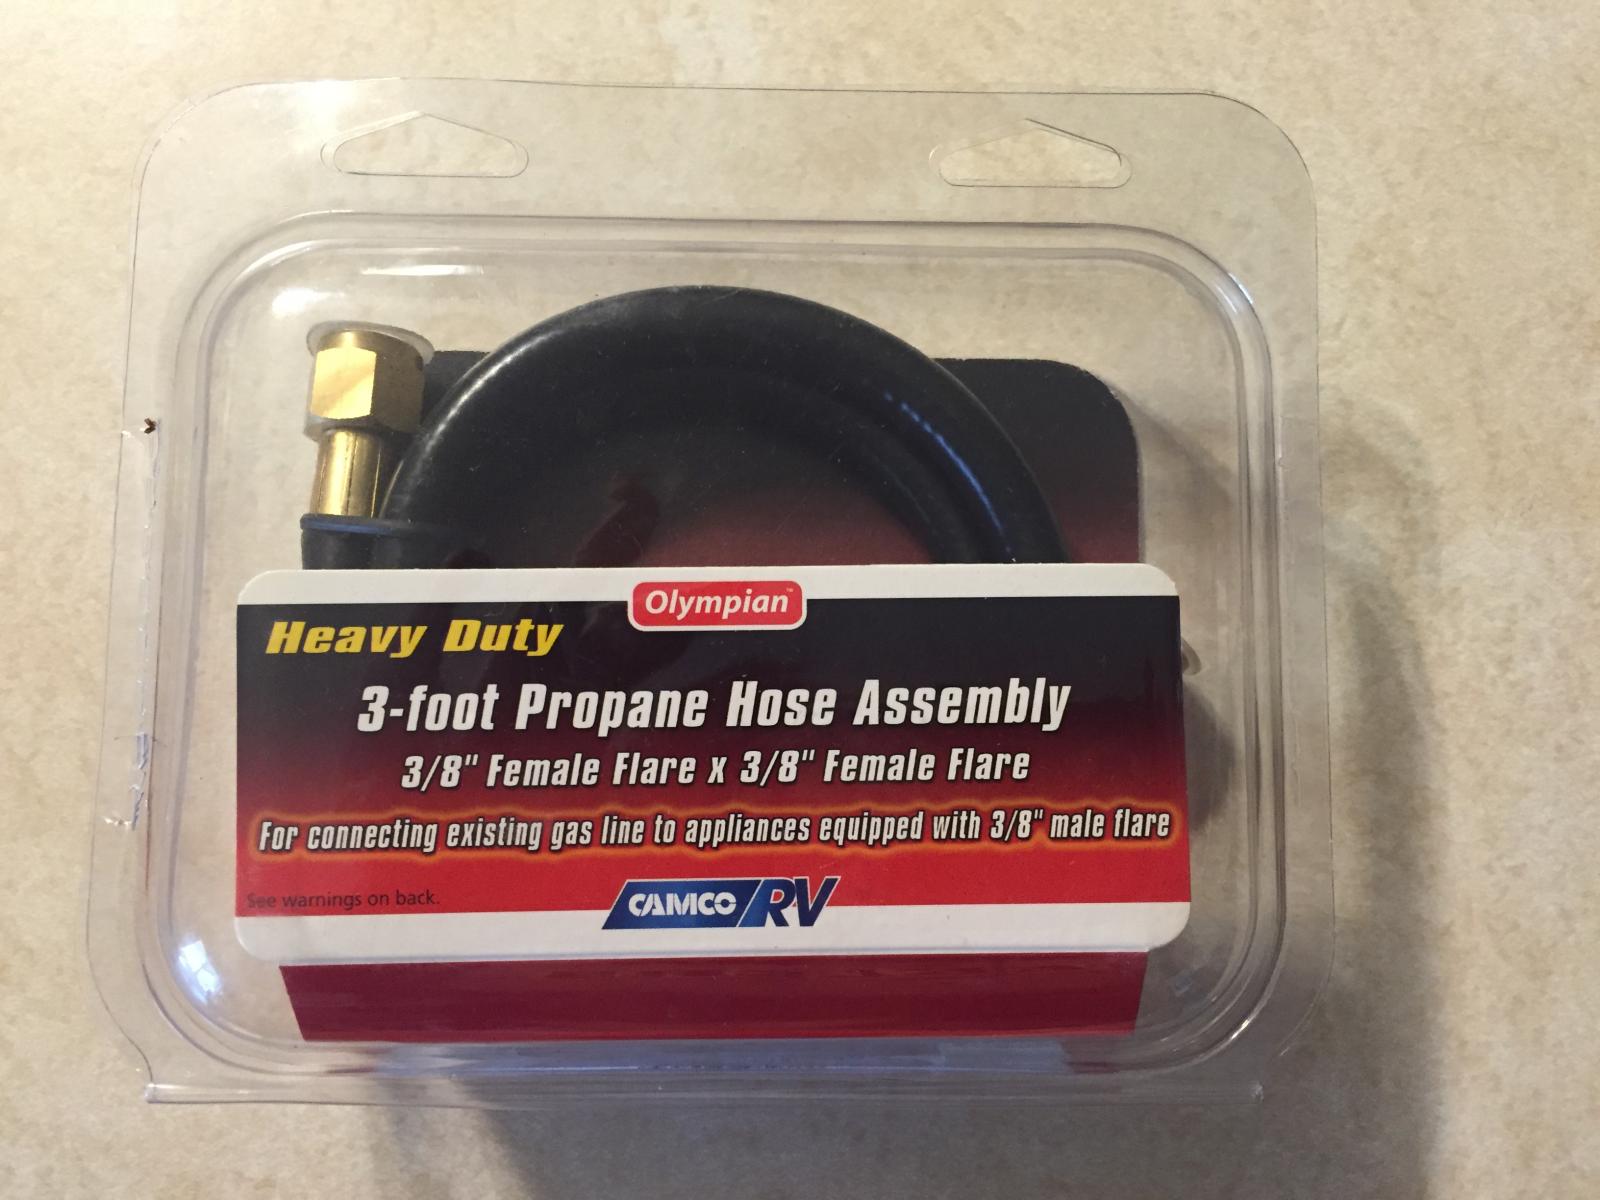 Olympian™
Heavy Duty
3-foot Propane Hose Assembly
3/8" Female Flare x 3/8" Female Flare
For connecting existing gas line to appliances equipped with 3/8" male flare
See warnings on back.
CAMCO RV